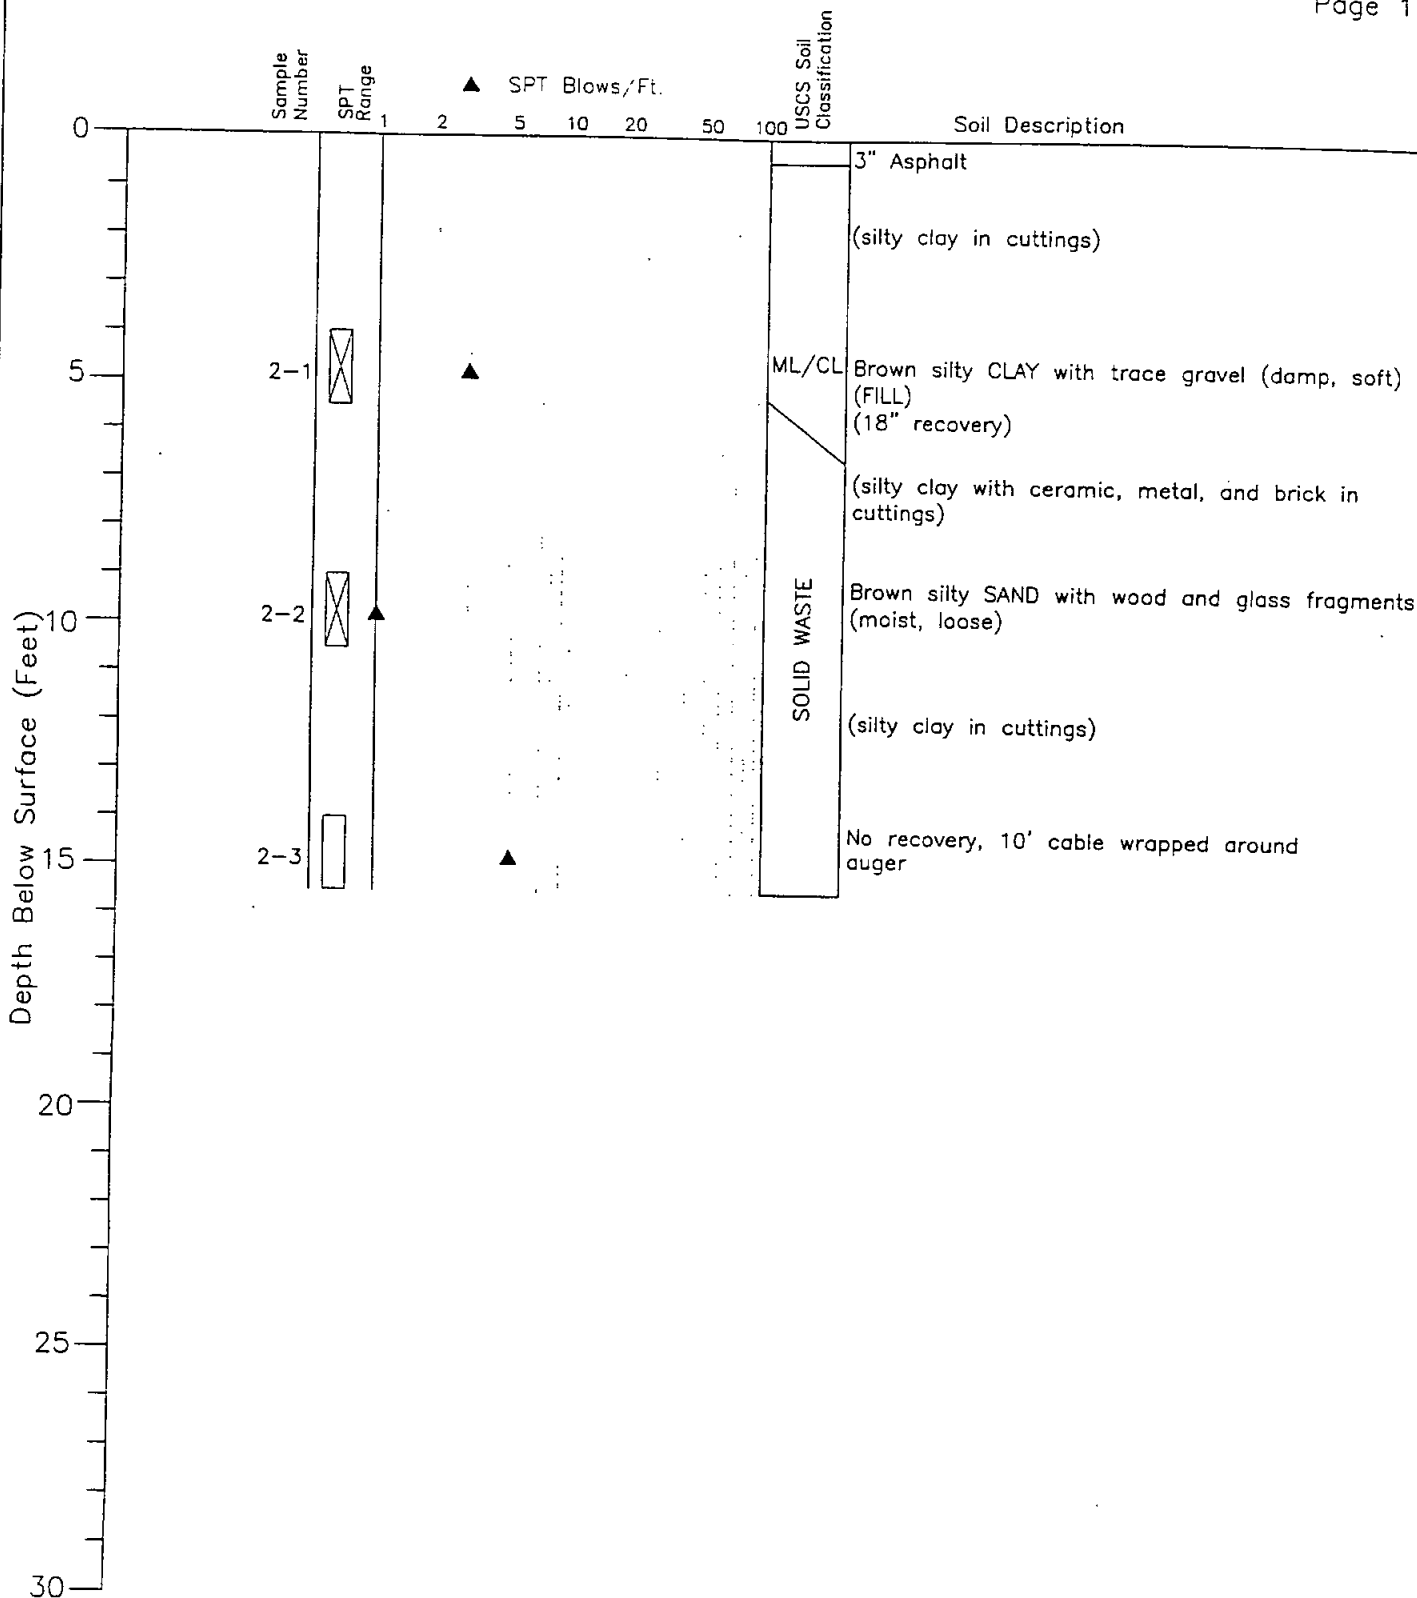 Page 1
Sample
Number
SPT
Range
▲ SPT Blows/Ft.
USCS Soil
Classification
1 2 5 10 20 50 100
Soil Description
0
3" Asphalt
(silty clay in cuttings)
5
2-1
ML/CL
Brown silty CLAY with trace gravel (damp, soft)
(FILL)
(18" recovery)
(silty clay with ceramic, metal, and brick in
cuttings)
10
2-2
SOLID WASTE
Brown silty SAND with wood and glass fragments
(moist, loose)
(silty clay in cuttings)
15
2-3
No recovery, 10' cable wrapped around
auger
Depth Below Surface (Feet)
20
25
30